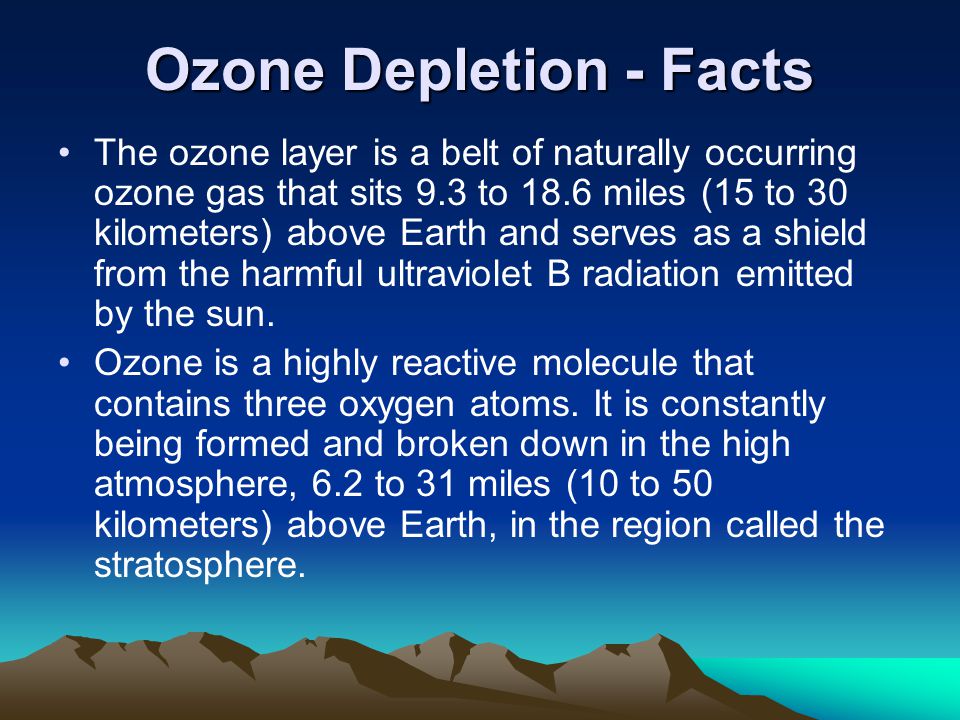 Ozone Depletion - Facts
• The ozone layer is a belt of naturally occurring
ozone gas that sits 9.3 to 18.6 miles (15 to 30
kilometers) above Earth and serves as a shield
from the harmful ultraviolet B radiation emitted
by the sun.
• Ozone is a highly reactive molecule that
contains three oxygen atoms. It is constantly
being formed and broken down in the high
atmosphere, 6.2 to 31 miles (10 to 50
kilometers) above Earth, in the region called the
stratosphere.